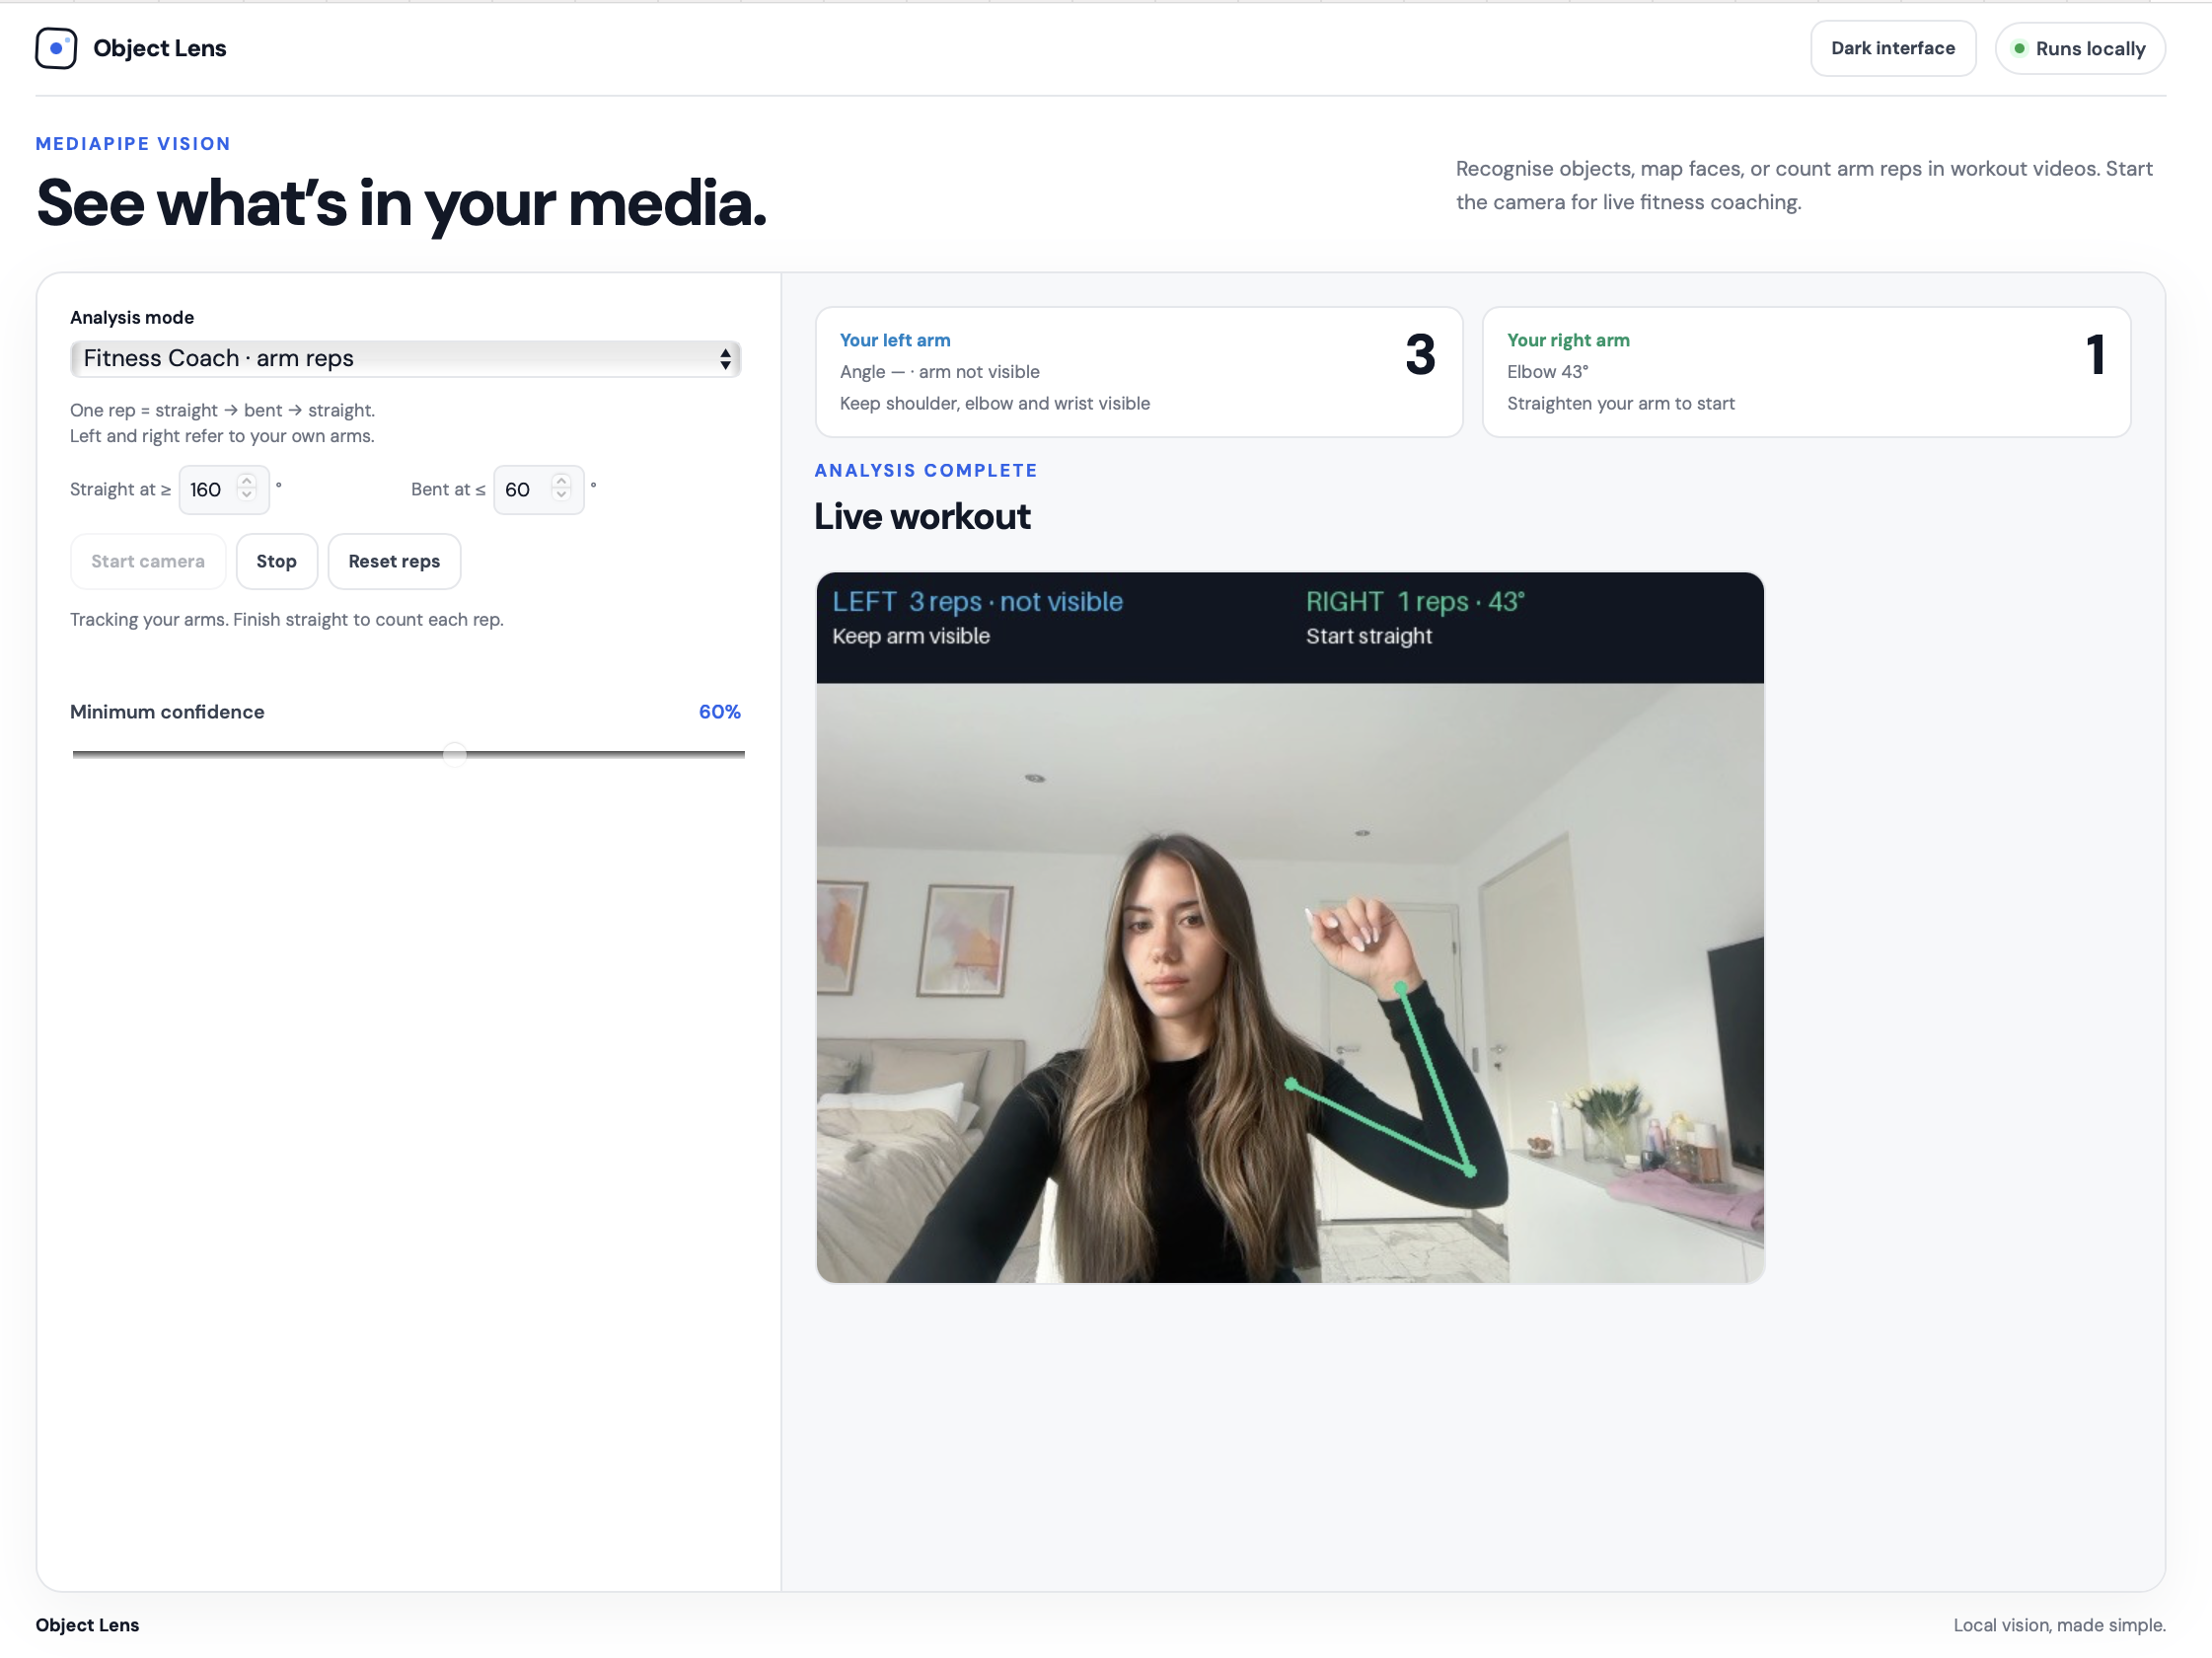 Object Lens
Dark interface
Runs locally
MEDIAPIPE VISION
See what’s in your media.
Recognise objects, map faces, or count arm reps in workout videos. Start
the camera for live fitness coaching.
Analysis mode
Fitness Coach · arm reps
One rep = straight → bent → straight.
Left and right refer to your own arms.
Straight at ≥ 160 °
Bent at ≤ 60 °
Start camera
Stop
Reset reps
Tracking your arms. Finish straight to count each rep.
Minimum confidence 60%
Your left arm
3
Angle — · arm not visible
Keep shoulder, elbow and wrist visible
Your right arm
1
Elbow 43°
Straighten your arm to start
ANALYSIS COMPLETE
Live workout
LEFT 3 reps · not visible
Keep arm visible
RIGHT 1 reps · 43°
Start straight
Object Lens
Local vision, made simple.